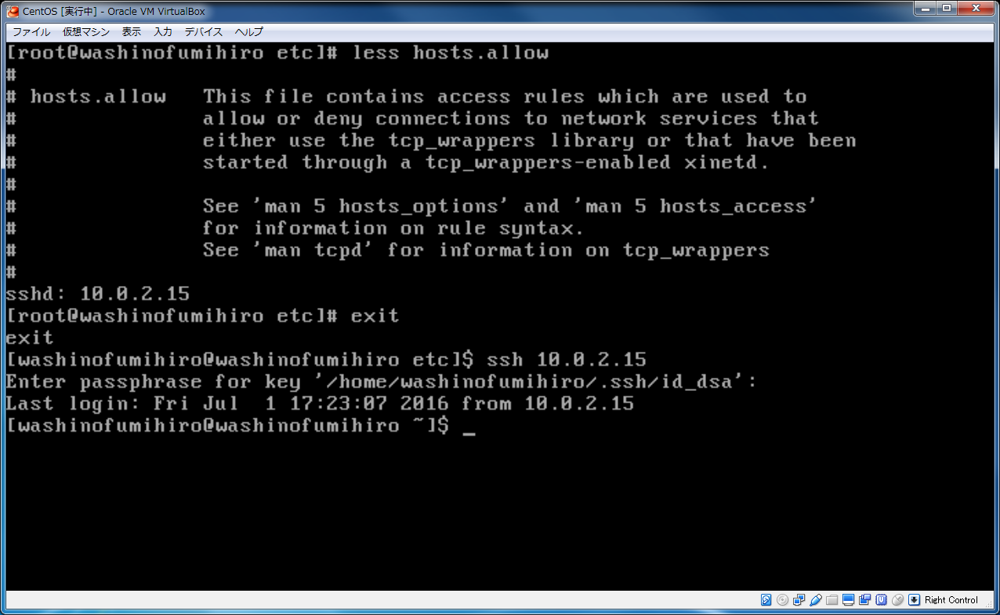 CentOS [実行中] - Oracle VM VirtualBox
ファイル 仮想マシン 表示 入力 デバイス ヘルプ
[root@washinofumihiro etc]# less hosts.allow
#
# hosts.allow   This file contains access rules which are used to
#               allow or deny connections to network services that
#               either use the tcp_wrappers library or that have been
#               started through a tcp_wrappers-enabled xinetd.
#
#               See 'man 5 hosts_options' and 'man 5 hosts_access'
#               for information on rule syntax.
#               See 'man tcpd' for information on tcp_wrappers
#
sshd: 10.0.2.15
[root@washinofumihiro etc]# exit
exit
[washinofumihiro@washinofumihiro etc]$ ssh 10.0.2.15
Enter passphrase for key '/home/washinofumihiro/.ssh/id_dsa':
Last login: Fri Jul  1 17:23:07 2016 from 10.0.2.15
[washinofumihiro@washinofumihiro ~]$ _
Right Control